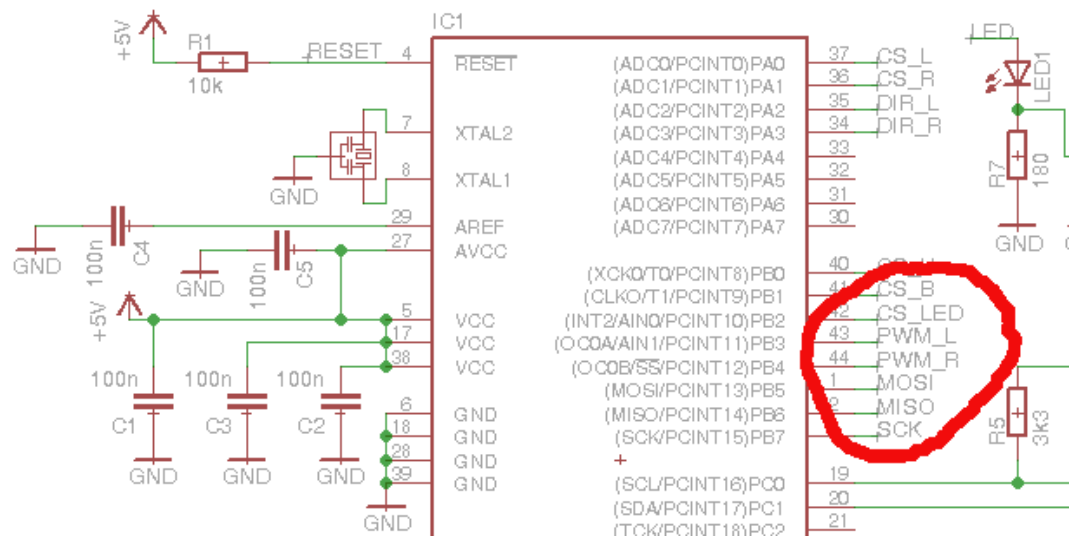 IC1
+5V
R1
10k
RESET
4
RESET
7
XTAL2
8
XTAL1
GND
29
AREF
27
AVCC
GND
100n
C4
GND
100n
C5
+5V
5
VCC
17
VCC
38
VCC
100n
C1
100n
C3
100n
C2
6
GND
18
GND
28
GND
39
GND
GND
GND
GND
GND
(ADC0/PCINT0)PA0 37 CS_L
(ADC1/PCINT1)PA1 36 CS_R
(ADC2/PCINT2)PA2 35 DIR_L
(ADC3/PCINT3)PA3 34 DIR_R
(ADC4/PCINT4)PA4 33
(ADC5/PCINT5)PA5 32
(ADC6/PCINT6)PA6 31
(ADC7/PCINT7)PA7 30
(XCK0/T0/PCINT8)PB0 40
(CLKO/T1/PCINT9)PB1 41 CS_B
(INT2/AIN0/PCINT10)PB2 42 CS_LED
(OC0A/AIN1/PCINT11)PB3 43 PWM_L
(OC0B/SS/PCINT12)PB4 44 PWM_R
(MOSI/PCINT13)PB5 1 MOSI
(MISO/PCINT14)PB6 2 MISO
(SCK/PCINT15)PB7 SCK
(SCL/PCINT16)PC0 19
(SDA/PCINT17)PC1 20
(TCK/PCINT18)PC2 21
LED
LED1
R7
180
GND
R5
3k3